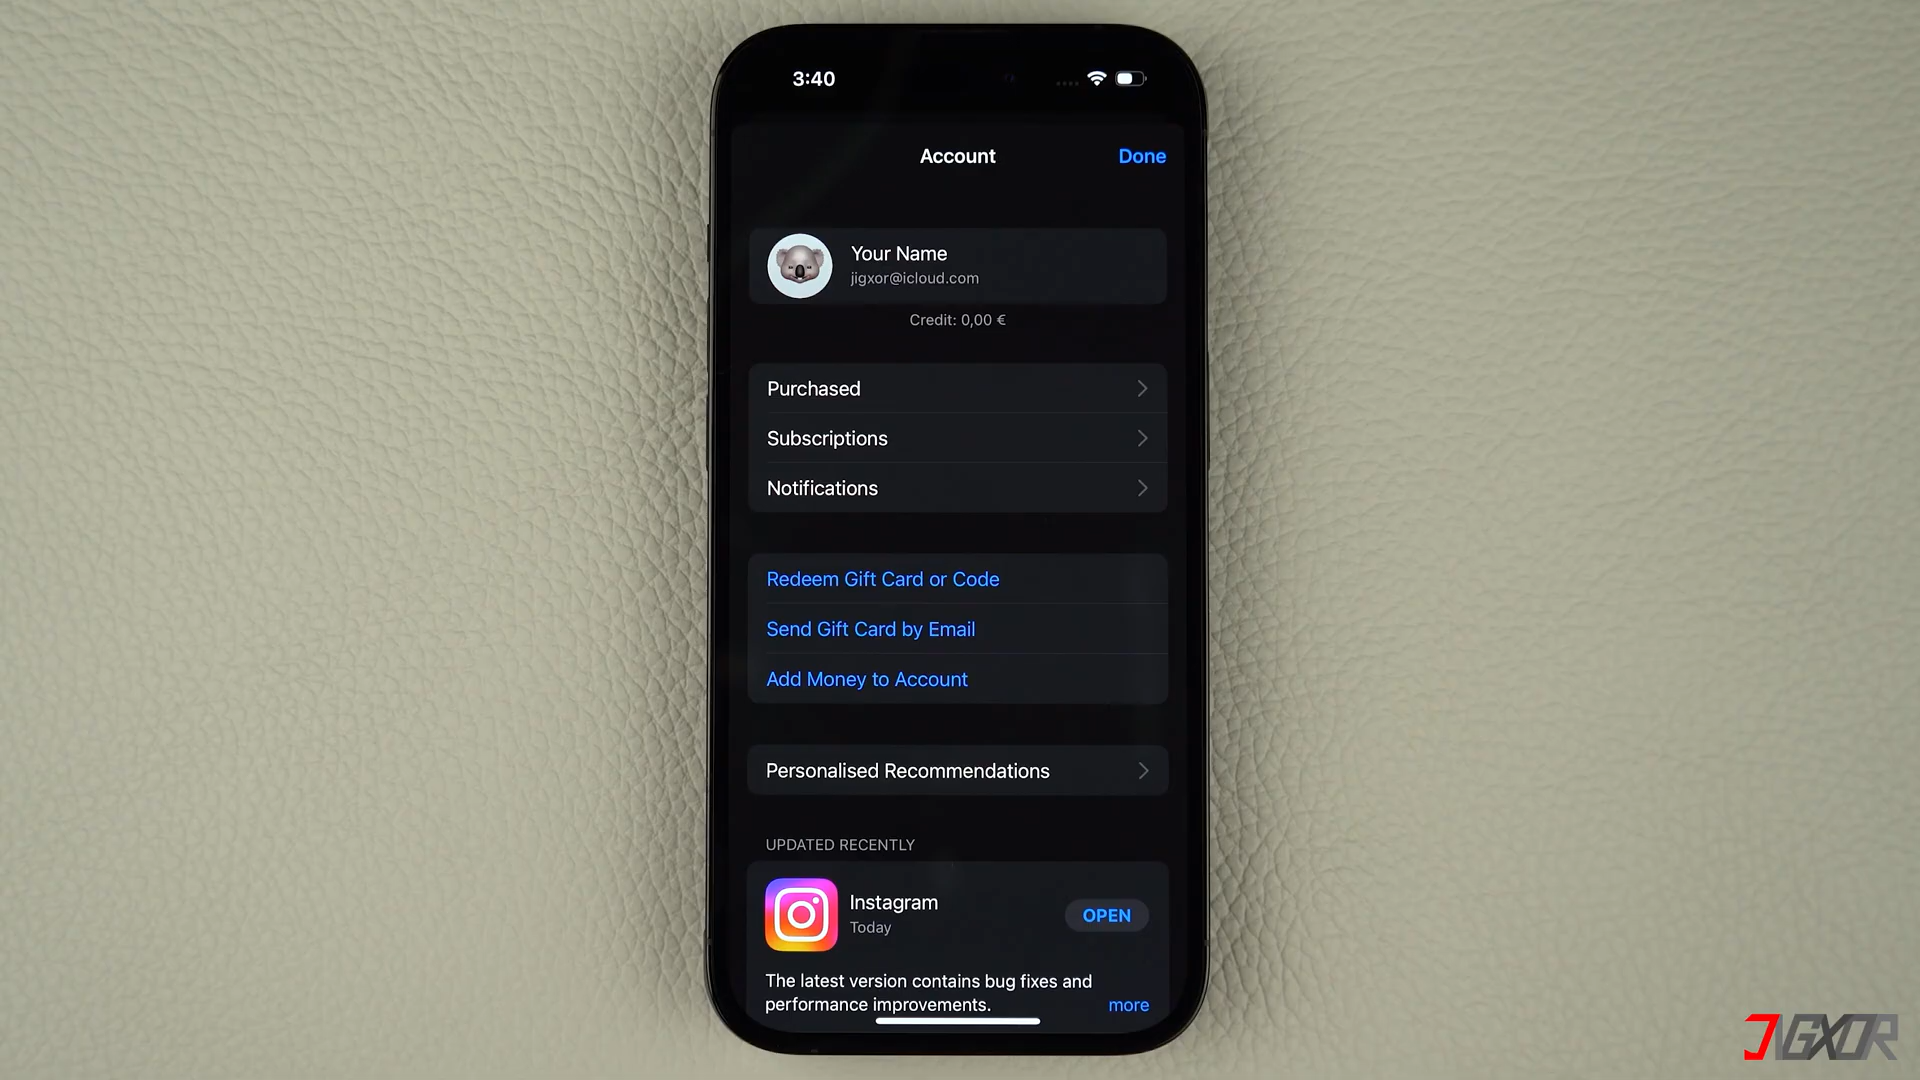 3:40
Account
Done
Your Name
jigxor@icloud.com
Credit: 0,00 €
Purchased
Subscriptions
Notifications
Redeem Gift Card or Code
Send Gift Card by Email
Add Money to Account
Personalised Recommendations
UPDATED RECENTLY
Instagram
OPEN
Today
The latest version contains bug fixes and
performance improvements.
more
JIGXOR